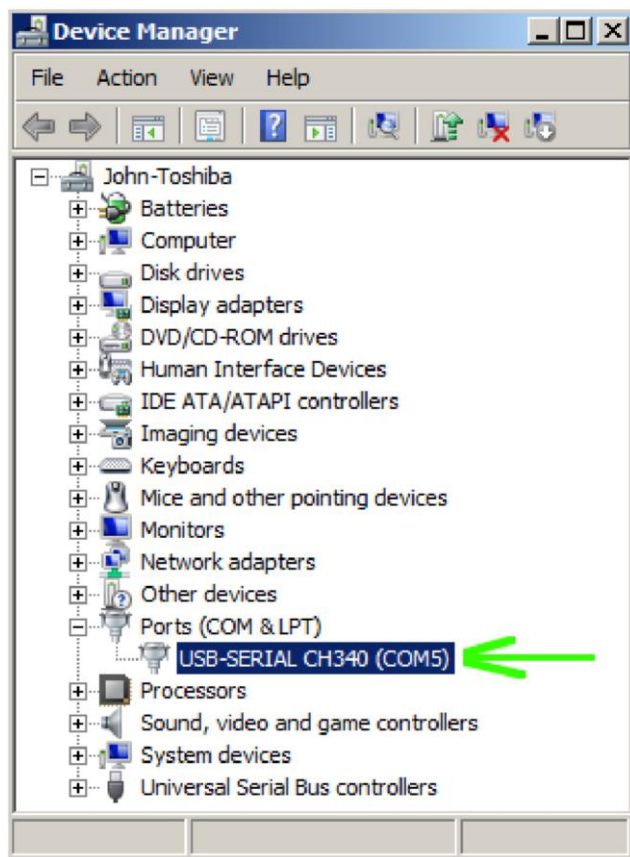 Device Manager
File Action View Help
John-Toshiba
Batteries
Computer
Disk drives
Display adapters
DVD/CD-ROM drives
Human Interface Devices
IDE ATA/ATAPI controllers
Imaging devices
Keyboards
Mice and other pointing devices
Monitors
Network adapters
Other devices
Ports (COM & LPT)
USB-SERIAL CH340 (COM5)
Processors
Sound, video and game controllers
System devices
Universal Serial Bus controllers